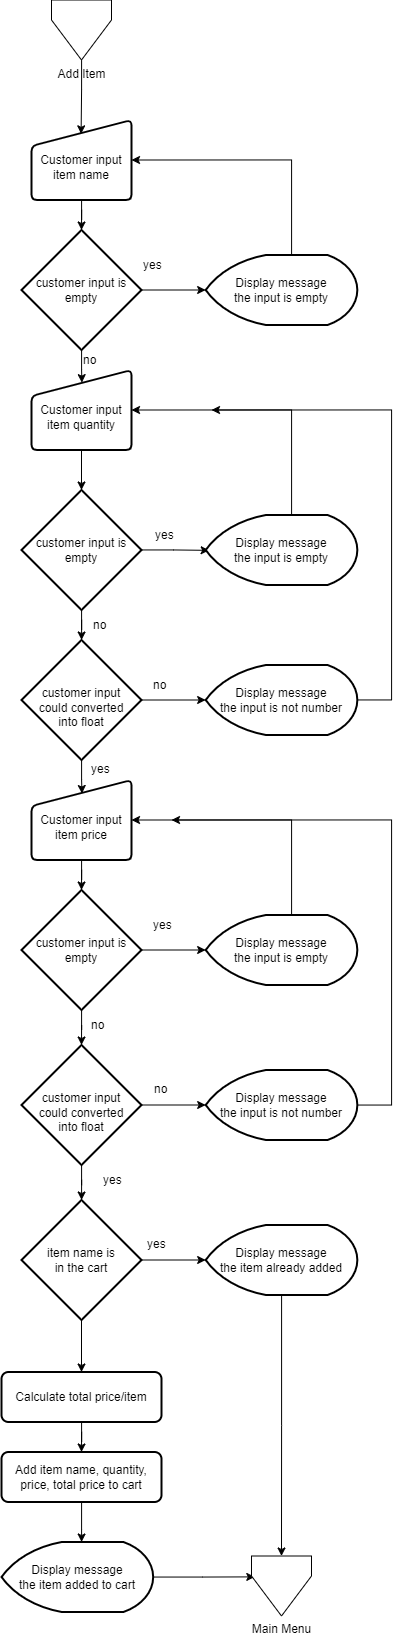 Add Item
Customer input
item name
yes
customer input is
empty
Display message
the input is empty
no
Customer input
item quantity
yes
customer input is
empty
Display message
the input is empty
no
no
customer input
could converted
into float
Display message
the input is not number
yes
Customer input
item price
yes
customer input is
empty
Display message
the input is empty
no
no
customer input
could converted
into float
Display message
the input is not number
yes
yes
item name is
in the cart
Display message
the item already added
Calculate total price/item
Add item name, quantity,
price, total price to cart
Display message
the item added to cart
Main Menu